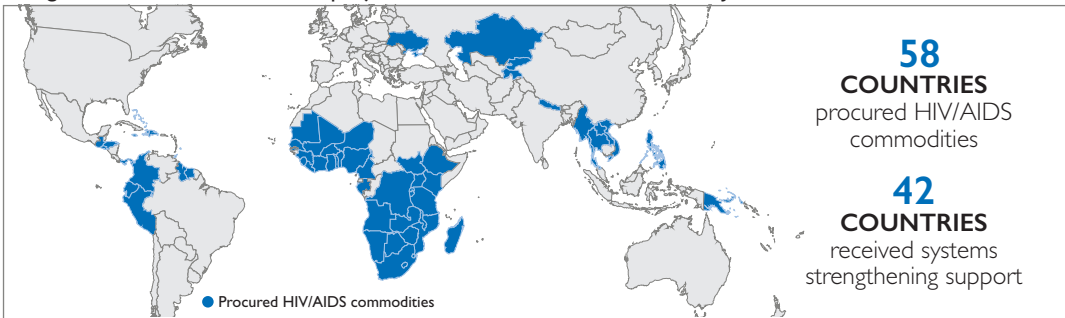 58
COUNTRIES
procured HIV/AIDS
commodities
42
COUNTRIES
received systems
strengthening support
Procured HIV/AIDS commodities